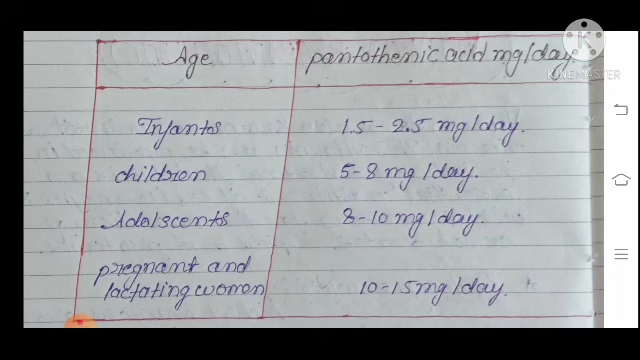 Age pantothenic acid mg/day.
KINEMASTER
Infants 1.5 - 2.5 mg/day.
children 5-8 mg/day.
Adolscents 8-10 mg/day.
pregnant and
lactating women 10-15 mg/day.